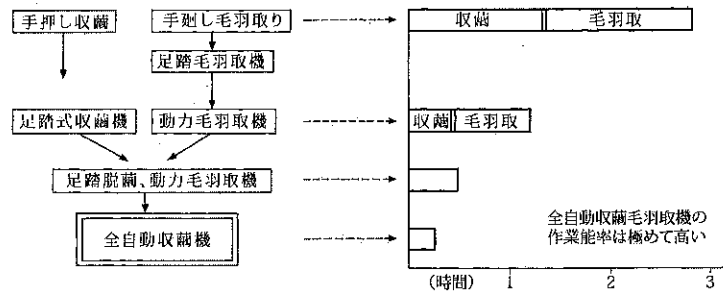 手押し収繭
手廻し毛羽取り
足踏毛羽取機
足踏式収繭機
動力毛羽取機
足踏脱繭、動力毛羽取機
全自動収繭機
収繭
毛羽取
収繭
毛羽取
全自動収繭毛羽取機の
作業能率は極めて高い
(時間) 1 2 3